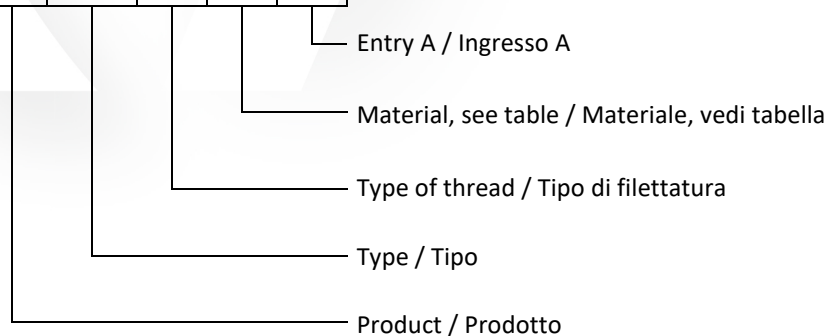 Entry A / Ingresso A
Material, see table / Materiale, vedi tabella
Type of thread / Tipo di filettatura
Type / Tipo
Product / Prodotto